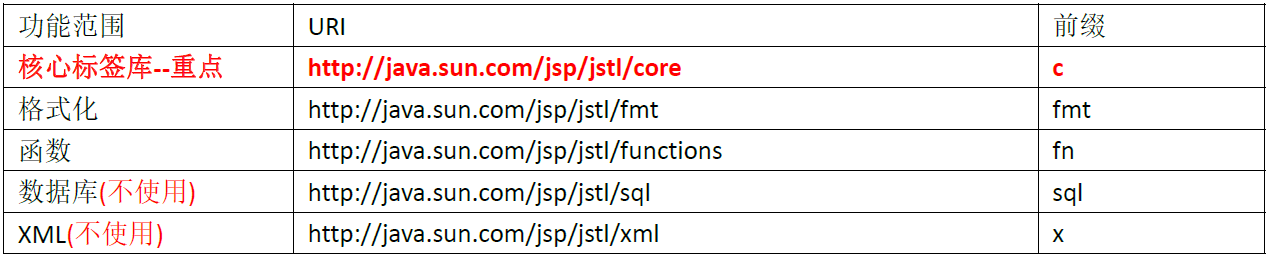 功能范围 URI 前缀
核心标签库--重点 http://java.sun.com/jsp/jstl/core c
格式化 http://java.sun.com/jsp/jstl/fmt fmt
函数 http://java.sun.com/jsp/jstl/functions fn
数据库(不使用) http://java.sun.com/jsp/jstl/sql sql
XML(不使用) http://java.sun.com/jsp/jstl/xml x